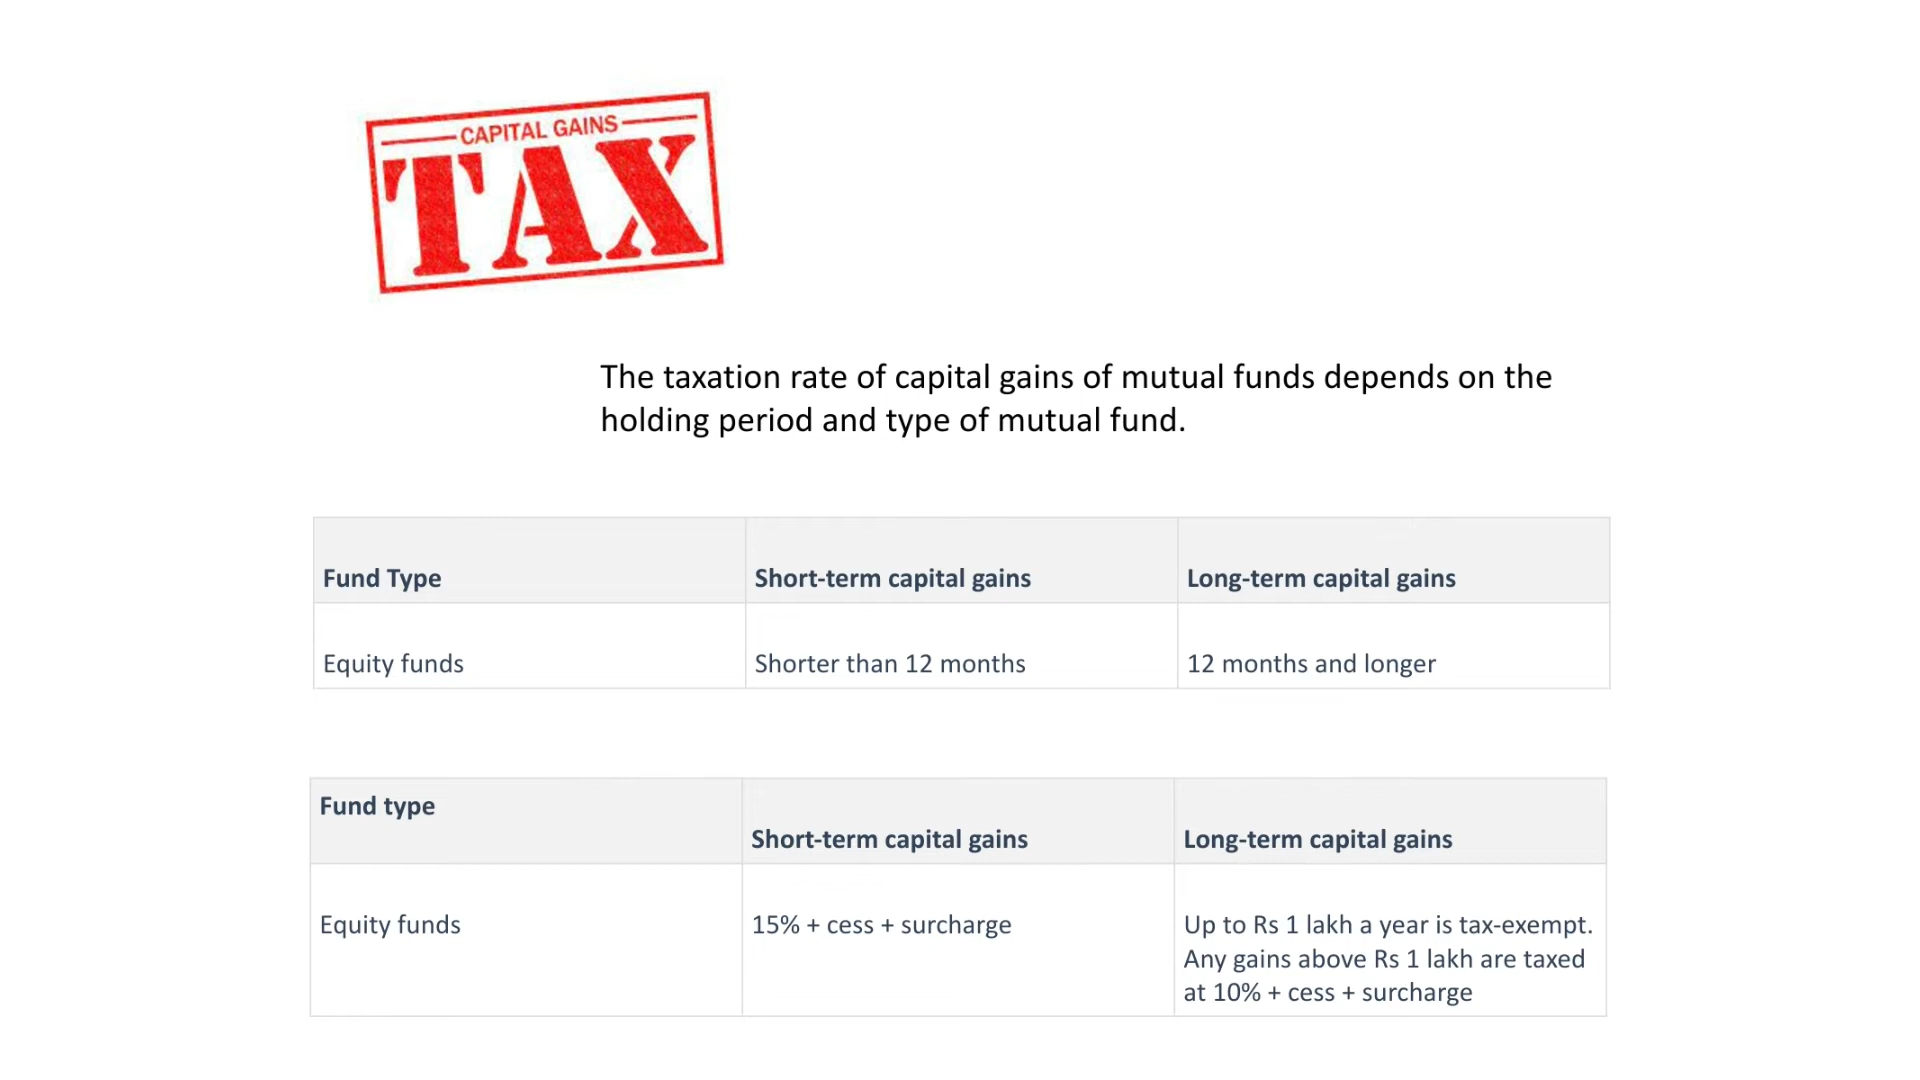 CAPITAL GAINS
TAX
The taxation rate of capital gains of mutual funds depends on the
holding period and type of mutual fund.
Fund Type Short-term capital gains Long-term capital gains
Equity funds Shorter than 12 months 12 months and longer
Fund type
Short-term capital gains Long-term capital gains
Equity funds 15% + cess + surcharge Up to Rs 1 lakh a year is tax-exempt.
Any gains above Rs 1 lakh are taxed
at 10% + cess + surcharge